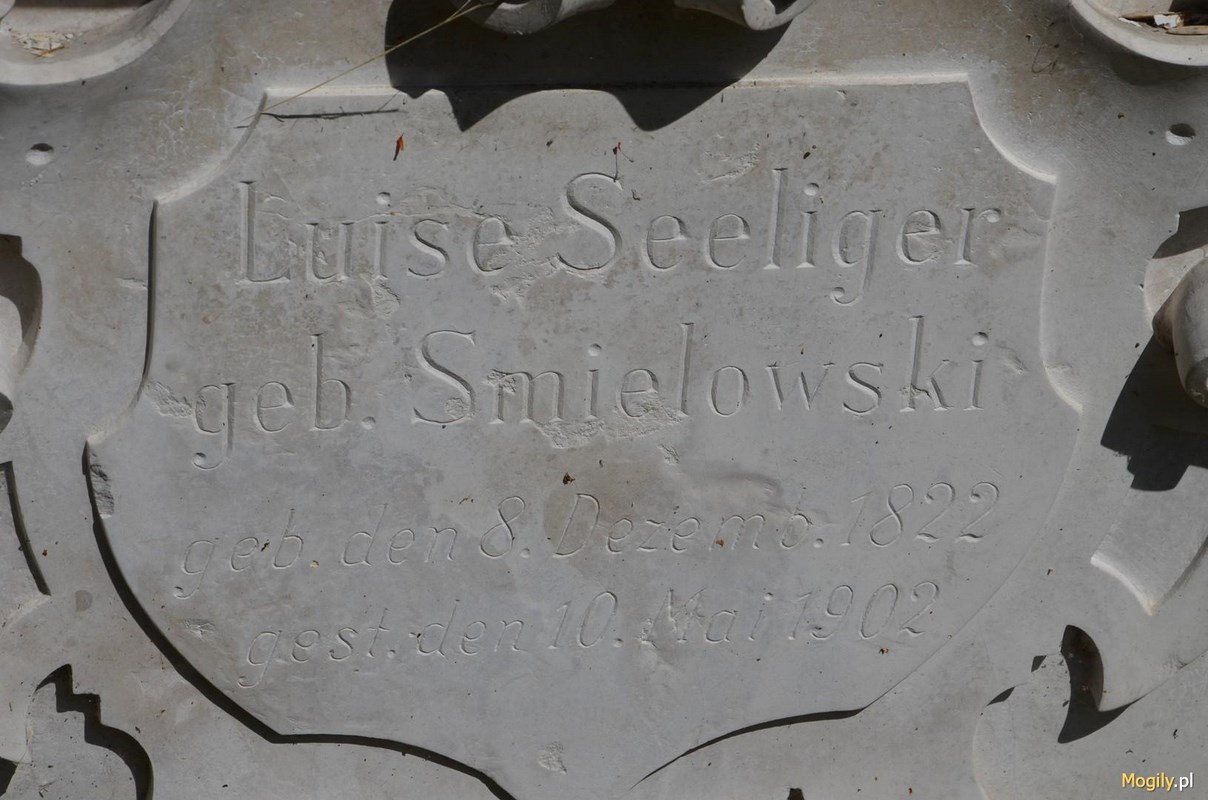 Luise Seeliger
geb. Smielowski
geb. den 8. Dezemb. 1822
gest. den 10. Mai 1902
Mogily.pl